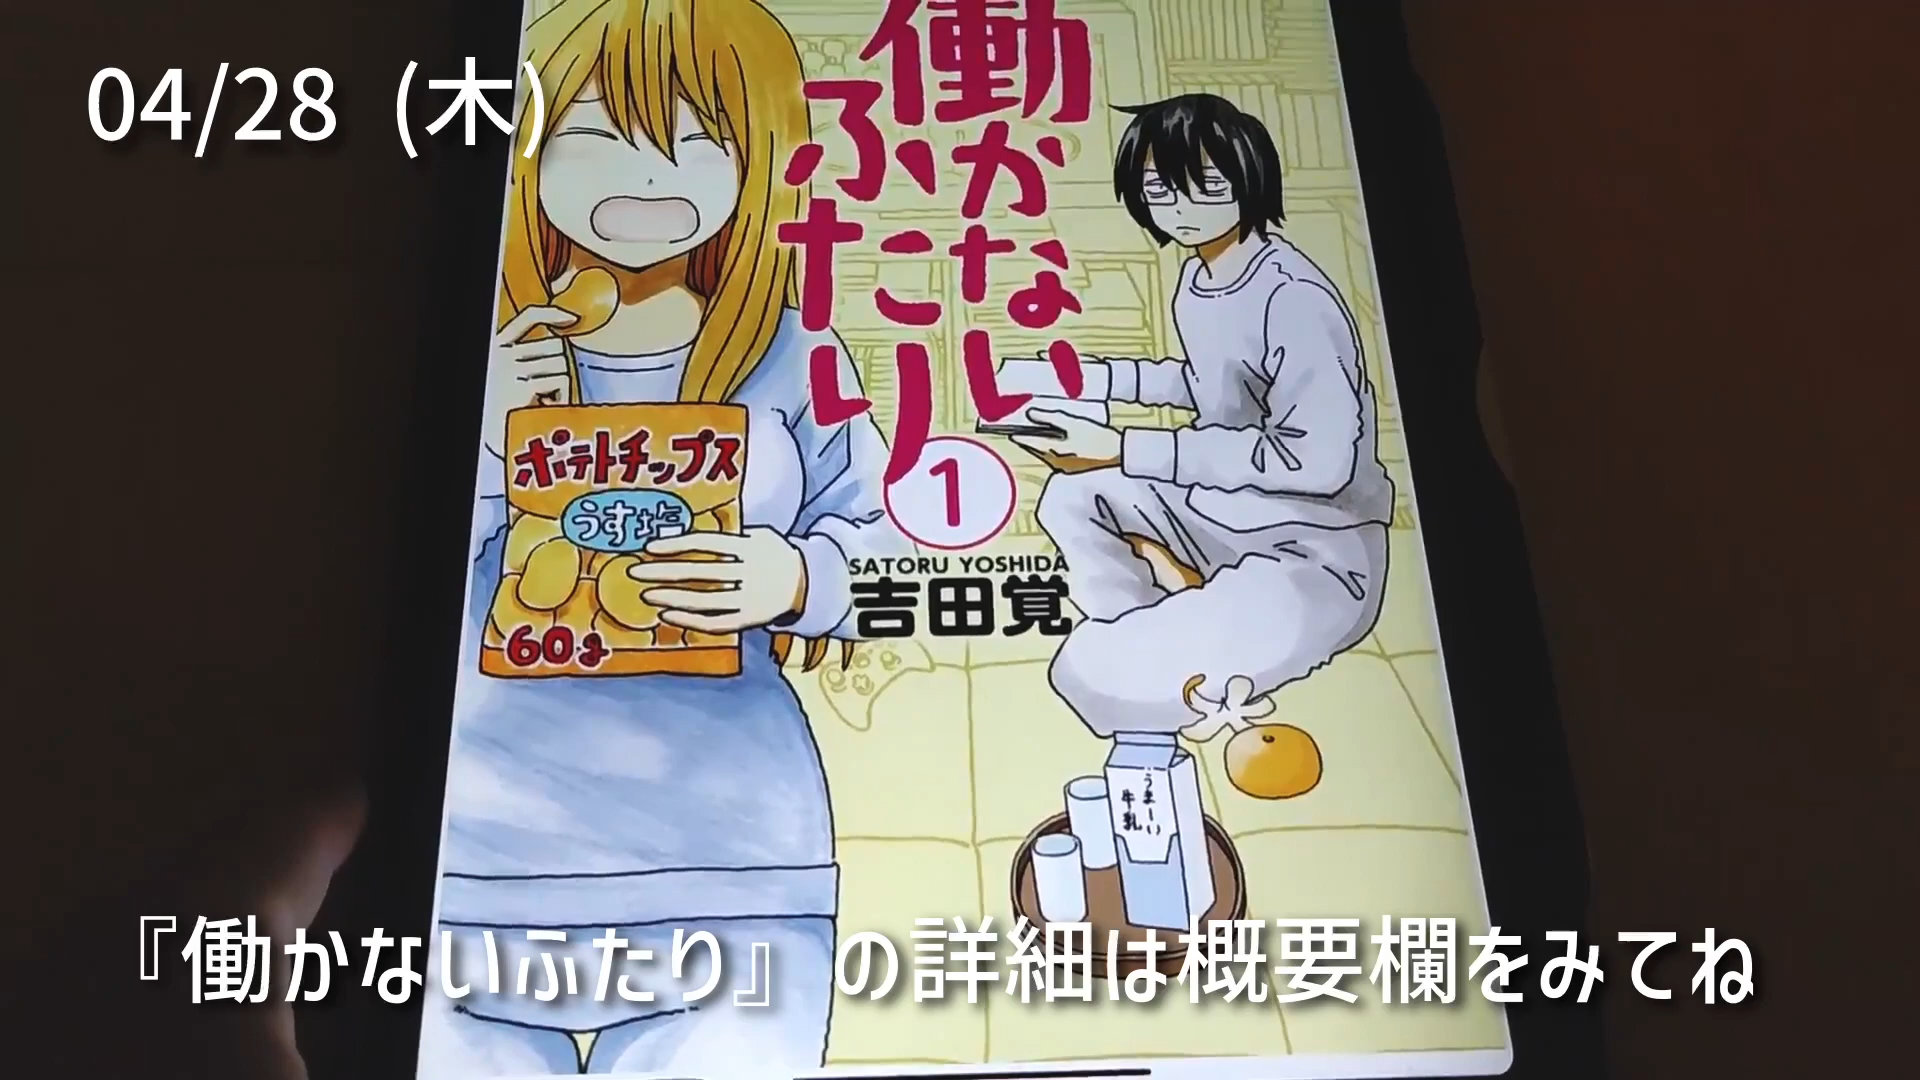 04/28 (木)
働かない
ふたり
1
SATORU YOSHIDA
吉田覚
ポテトチップス
うす塩
60g
うまーい
牛乳
『働かないふたり』の詳細は概要欄をみてね